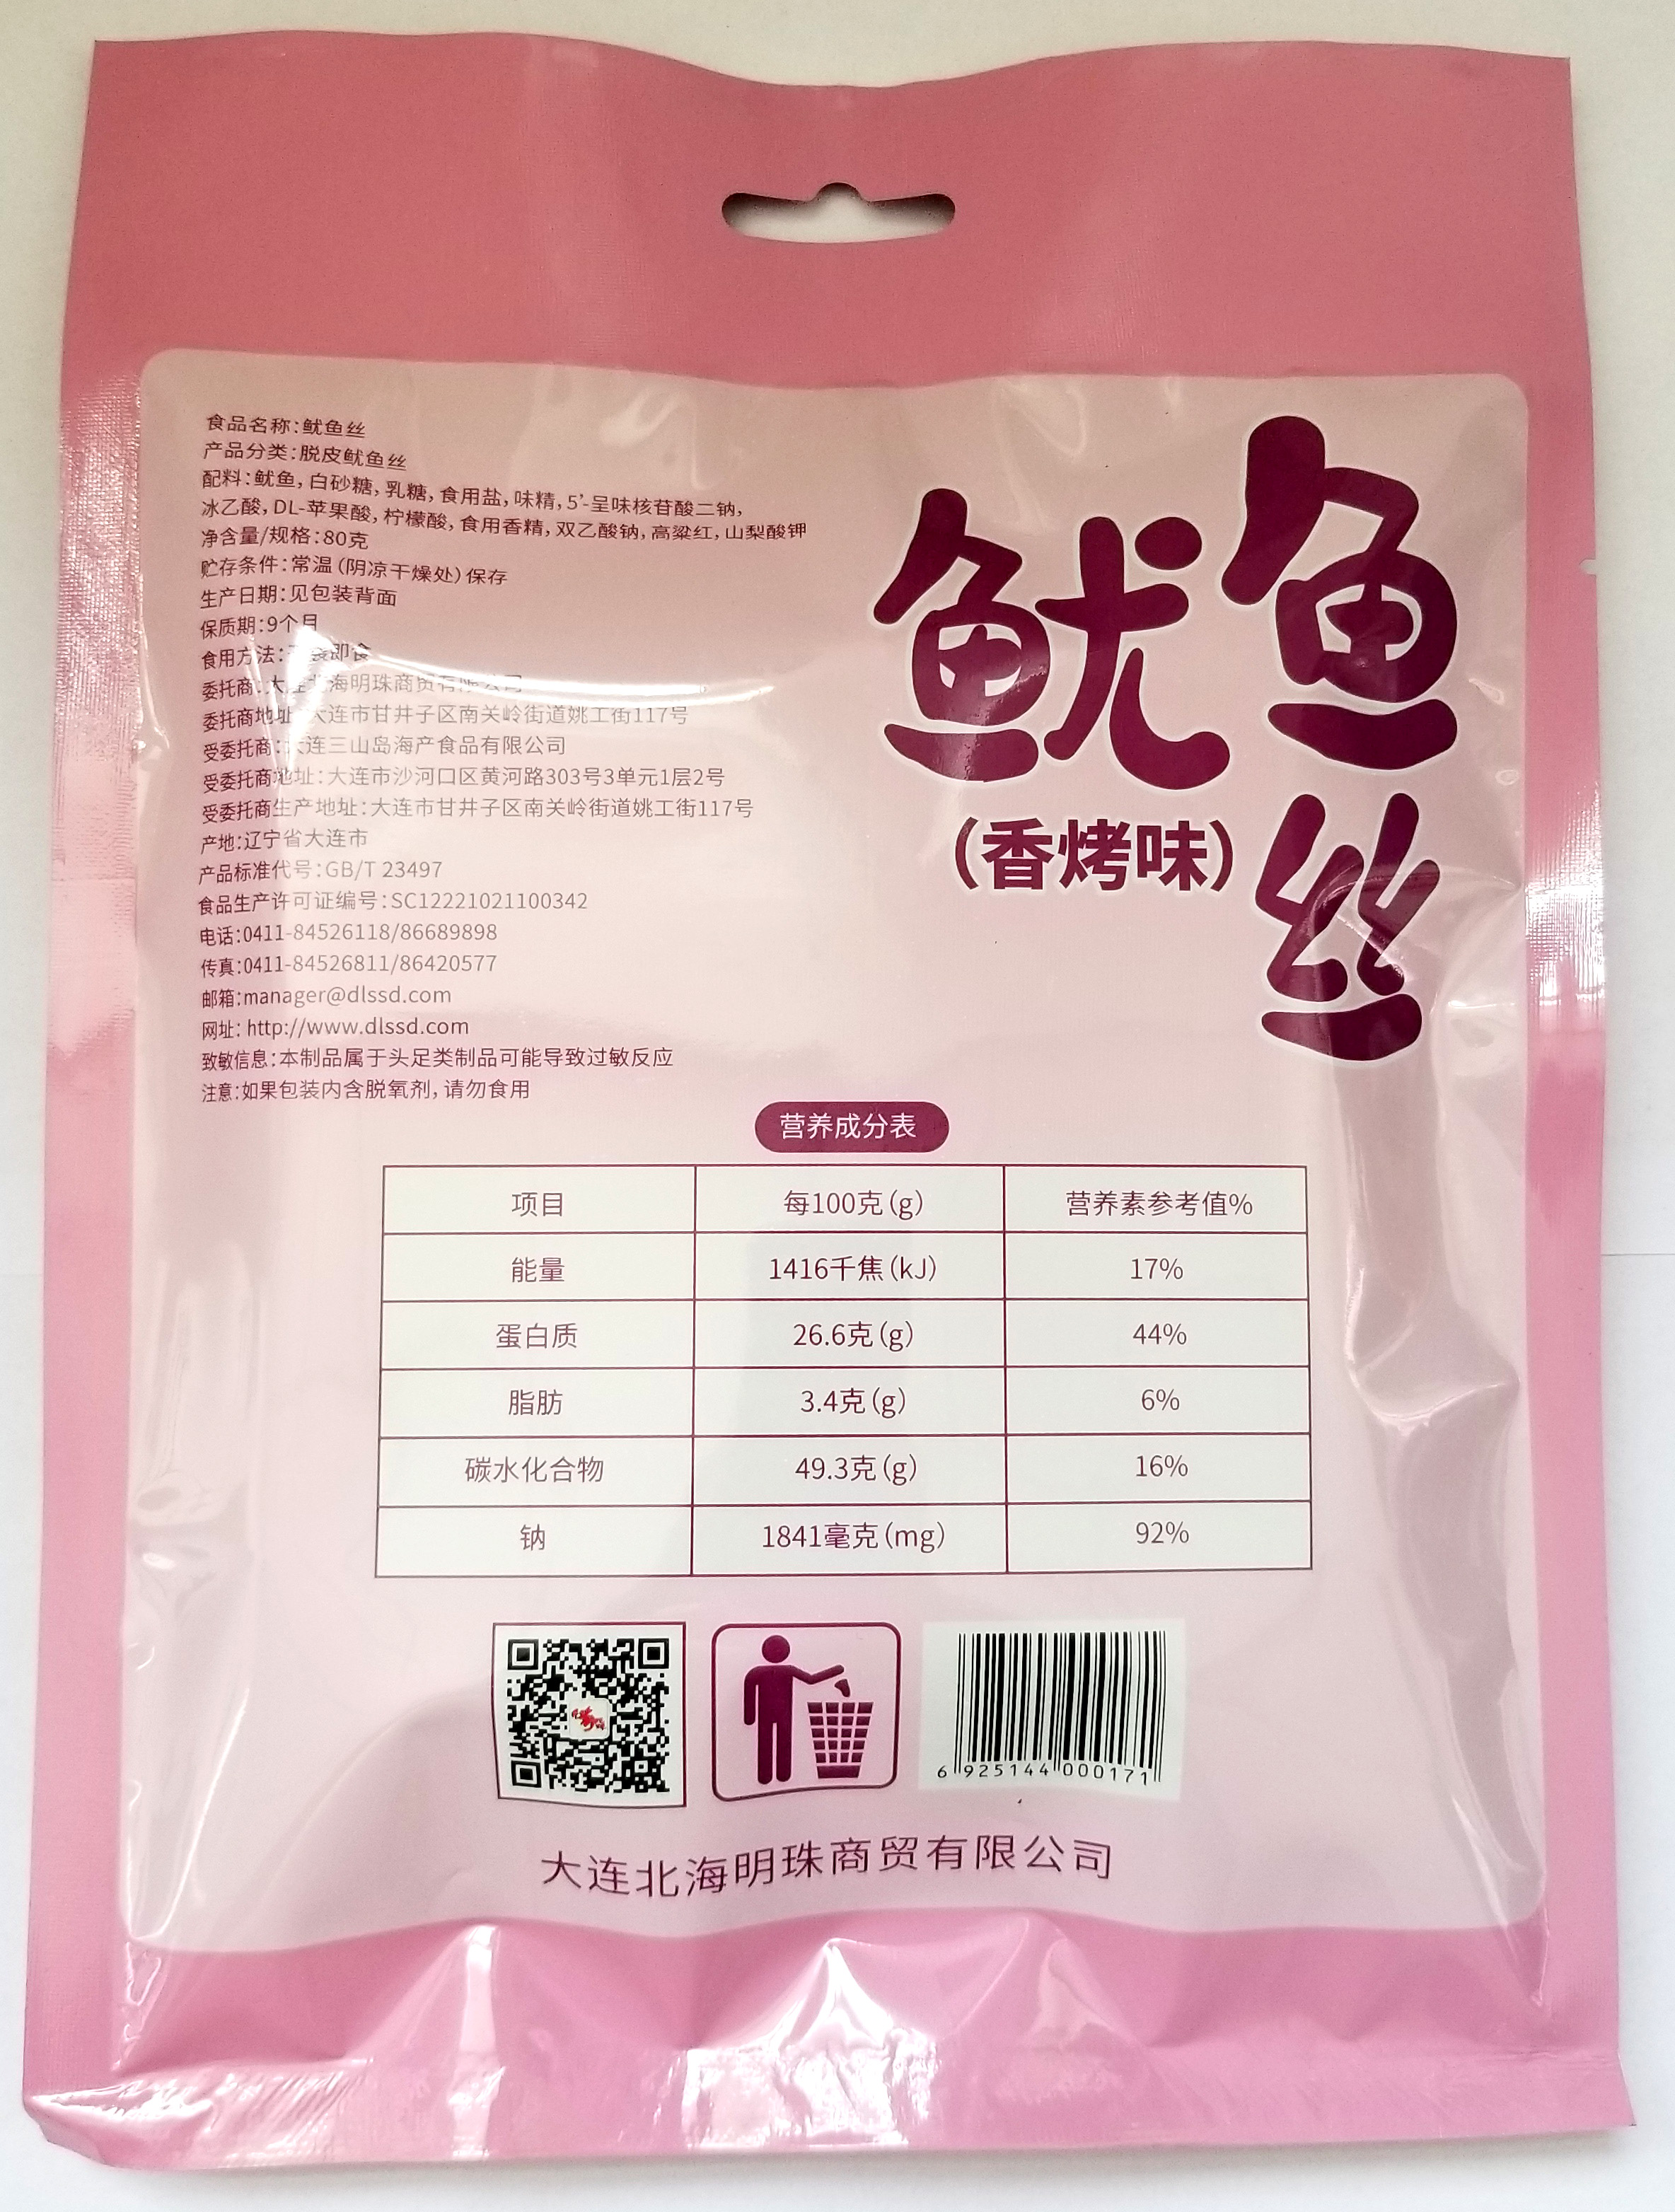 食品名称：鱿鱼丝
产品分类：脱皮鱿鱼丝
配料：鱿鱼，白砂糖，乳糖，食用盐，味精，5'-呈味核苷酸二钠，
冰乙酸，DL-苹果酸，柠檬酸，食用香精，双乙酸钠，高粱红，山梨酸钾
净含量/规格：80克
贮存条件：常温（阴凉干燥处）保存
生产日期：见包装背面
保质期：9个月
食用方法：即食
委托商：大连北海明珠商贸有限公司
委托商地址：大连市甘井子区南关岭街道姚工街117号
受委托商：大连三山岛海产食品有限公司
受委托商地址：大连市沙河口区黄河路303号3单元1层2号
受委托商生产地址：大连市甘井子区南关岭街道姚工街117号
产地：辽宁省大连市
产品标准代号：GB/T 23497
食品生产许可证编号：SC12221021100342
电话：0411-84526118/86689898
传真：0411-84526811/86420577
邮箱：manager@dlssd.com
网址：http://www.dlssd.com
致敏信息：本制品属于头足类制品可能导致过敏反应
注意：如果包装内含脱氧剂，请勿食用
鱿鱼丝
（香烤味）
营养成分表
项目 每100克（g） 营养素参考值%
能量 1416千焦（kJ） 17%
蛋白质 26.6克（g） 44%
脂肪 3.4克（g） 6%
碳水化合物 49.3克（g） 16%
钠 1841毫克（mg） 92%
6 925144 000171
大连北海明珠商贸有限公司